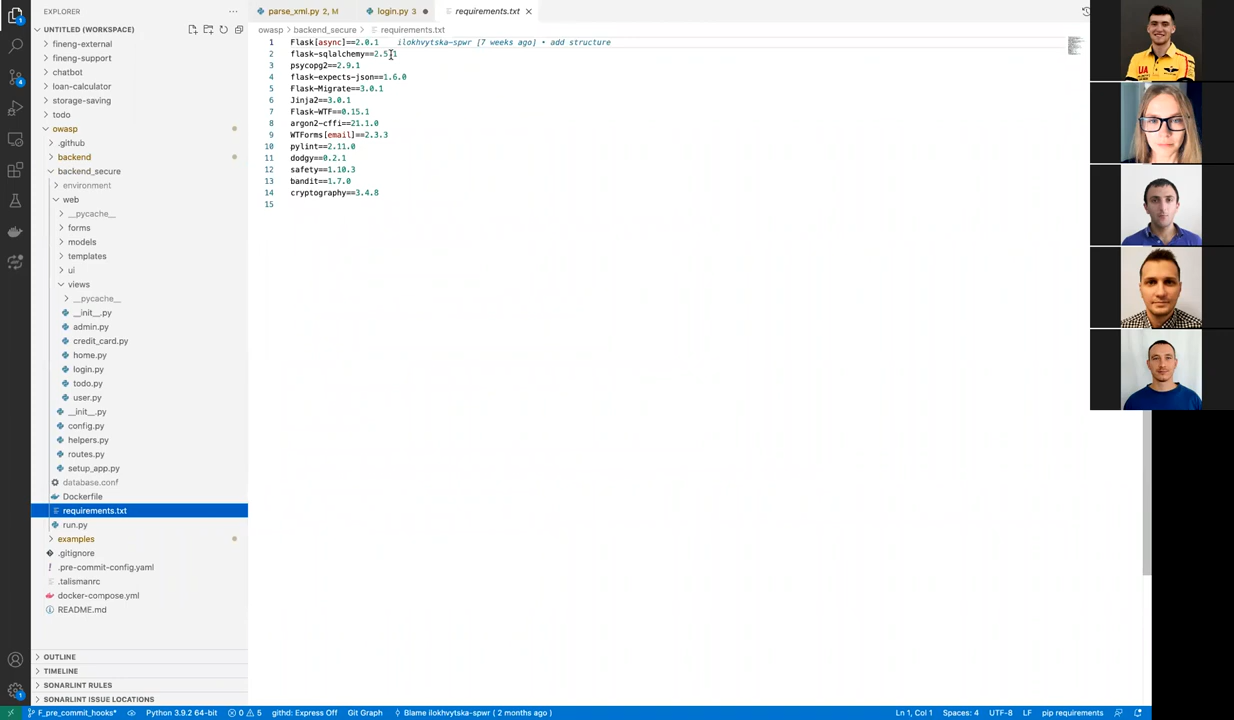 EXPLORER
UNTITLED (WORKSPACE)
fineng-external
fineng-support
chatbot
loan-calculator
storage-saving
todo
owasp
.github
backend
backend_secure
environment
web
__pycache__
forms
models
templates
ui
views
__pycache__
__init__.py
admin.py
credit_card.py
home.py
login.py
todo.py
user.py
__init__.py
config.py
helpers.py
routes.py
setup_app.py
database.conf
Dockerfile
requirements.txt
run.py
examples
.gitignore
.pre-commit-config.yaml
.talismanrc
docker-compose.yml
README.md
OUTLINE
TIMELINE
SONARLINT RULES
SONARLINT ISSUE LOCATIONS
parse_xml.py 2, M
login.py 3
requirements.txt
owasp > backend_secure > requirements.txt
1 Flask[async]==2.0.1 ilokhvytska-spwr [7 weeks ago] • add structure
2 flask-sqlalchemy==2.5.1
3 psycopg2==2.9.1
4 flask-expects-json==1.6.0
5 Flask-Migrate==3.0.1
6 Jinja2==3.0.1
7 Flask-WTF==0.15.1
8 argon2-cffi==21.1.0
9 WTForms[email]==2.3.3
10 pylint==2.11.0
11 dodgy==0.2.1
12 safety==1.10.3
13 bandit==1.7.0
14 cryptography==3.4.8
15
F_pre_commit_hooks* Python 3.9.2 64-bit 0 5 githd: Express Off Git Graph Blame ilokhvytska-spwr ( 2 months ago ) Ln 1, Col 1 Spaces: 4 UTF-8 LF pip requirements